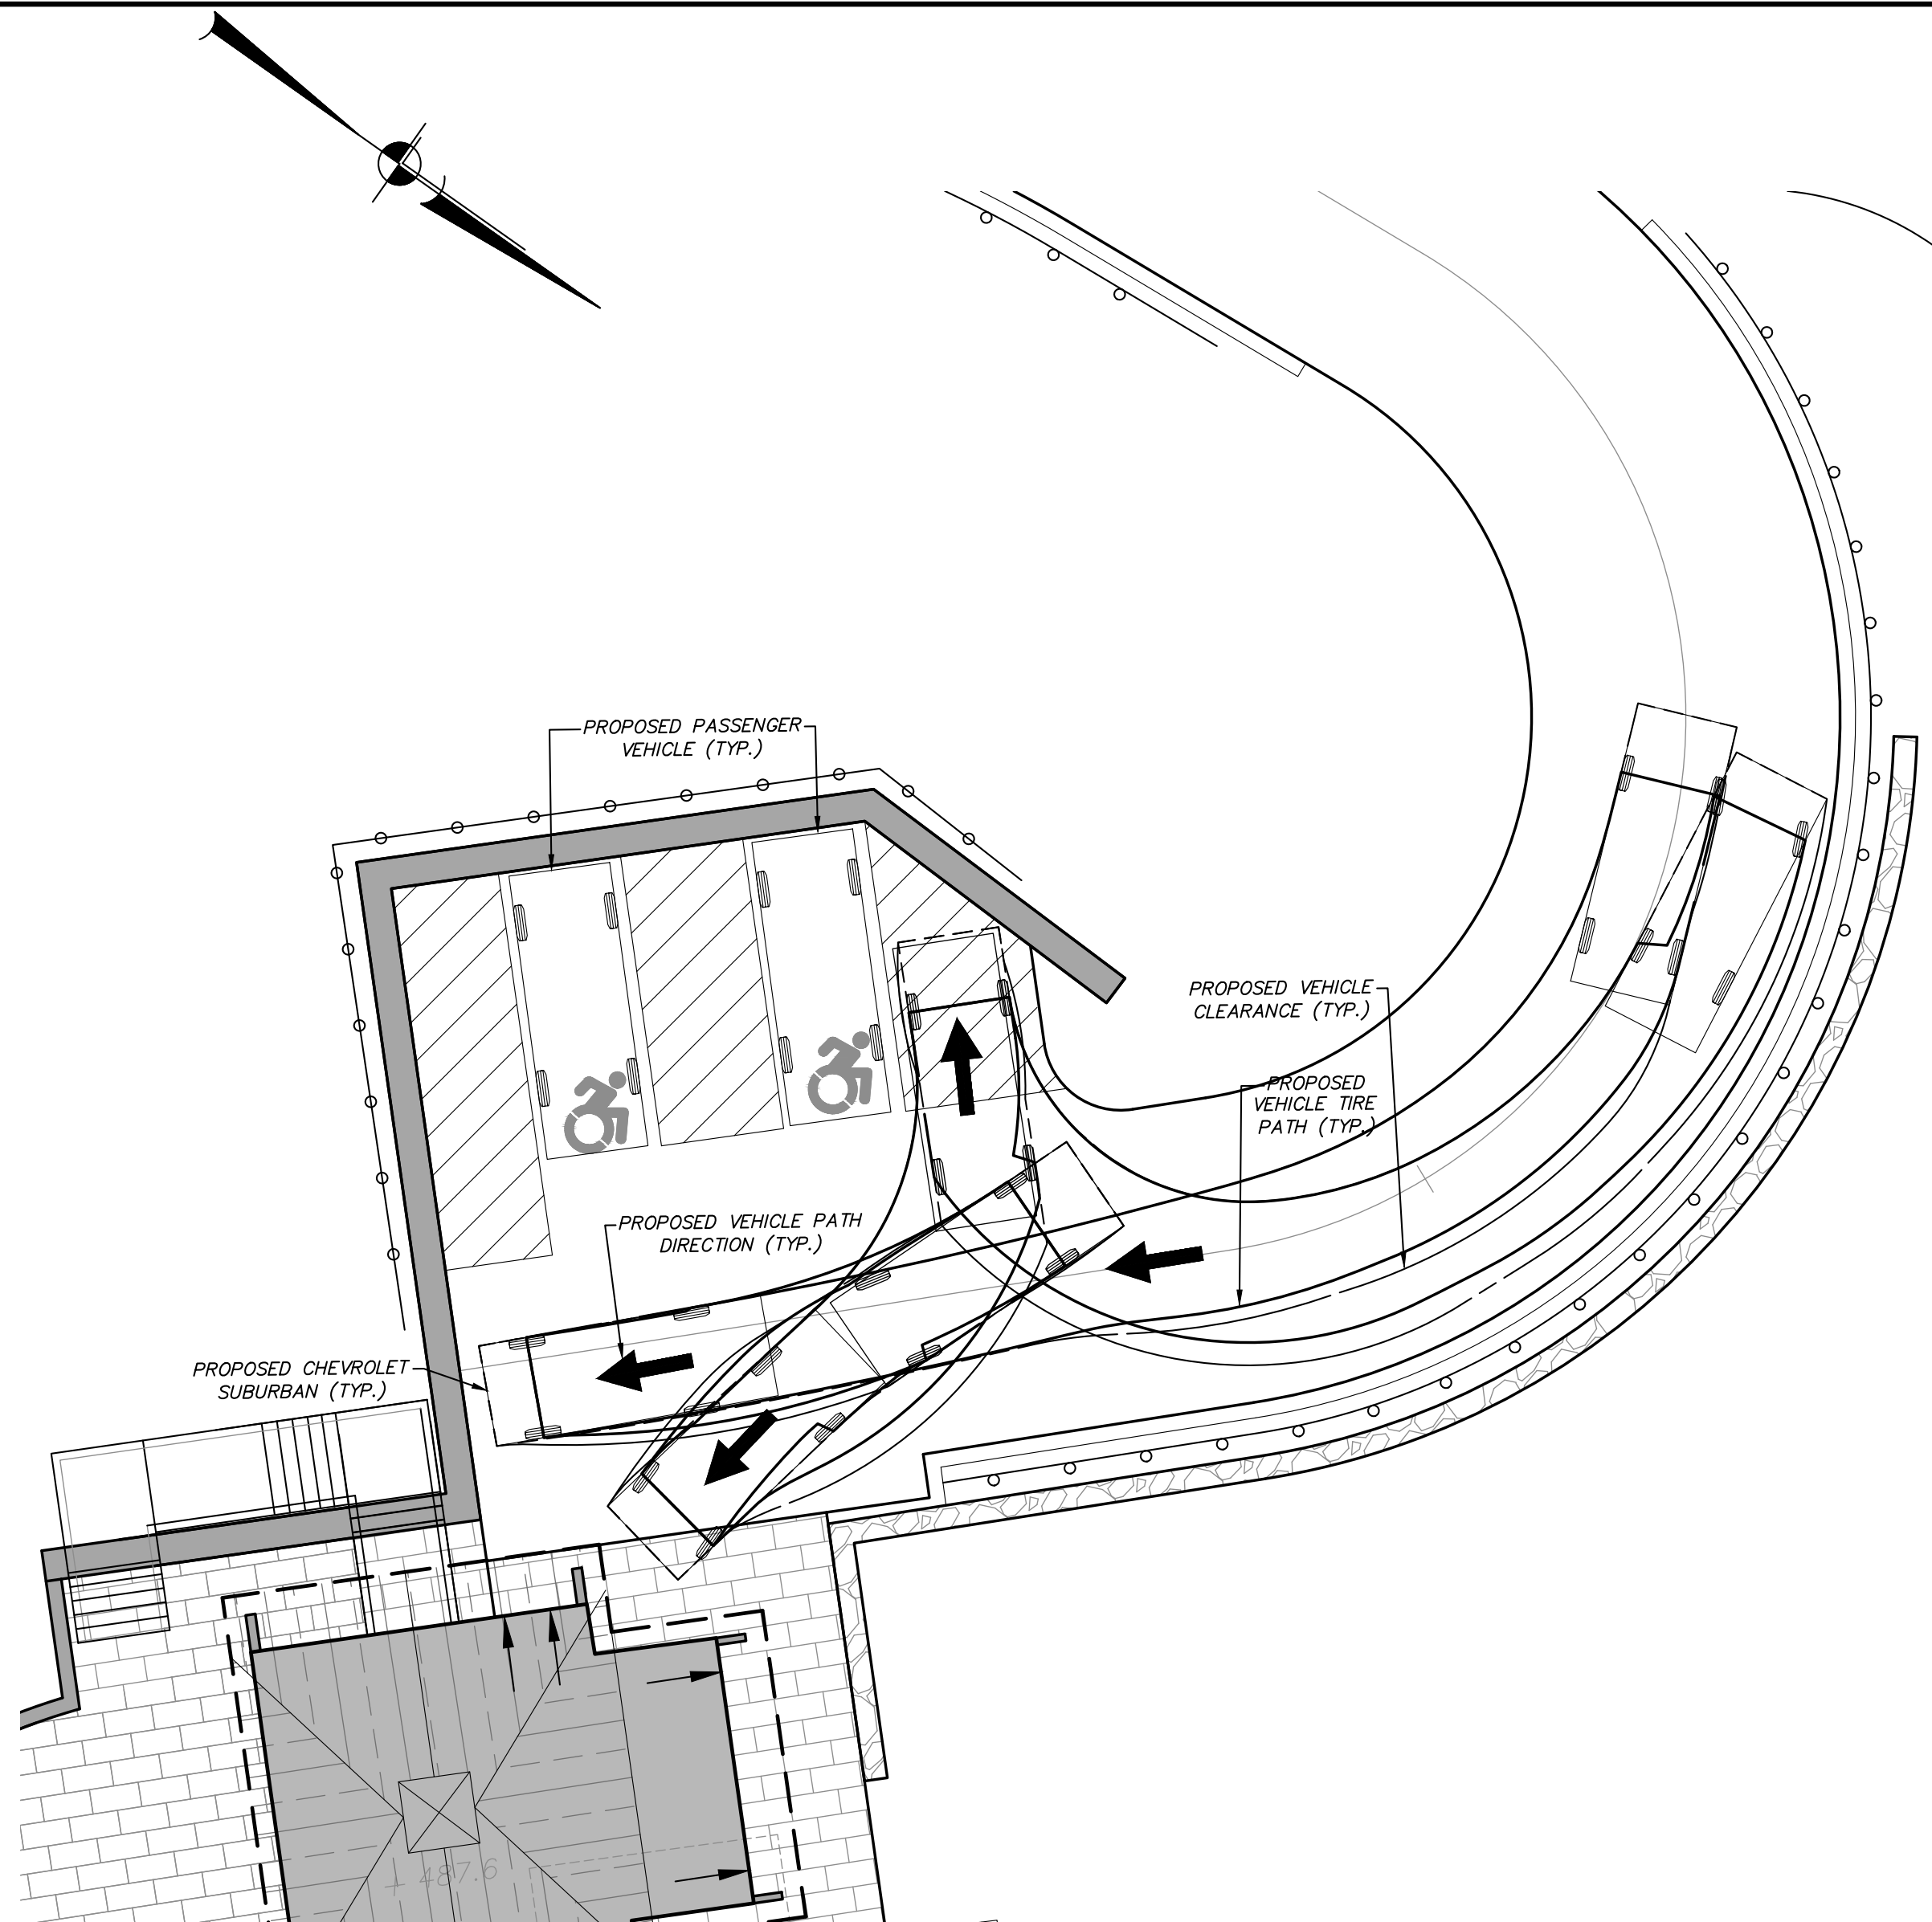 PROPOSED PASSENGER
VEHICLE (TYP.)
PROPOSED VEHICLE
CLEARANCE (TYP.)
PROPOSED
VEHICLE TIRE
PATH (TYP.)
PROPOSED VEHICLE PATH
DIRECTION (TYP.)
PROPOSED CHEVROLET
SUBURBAN (TYP.)
487.6